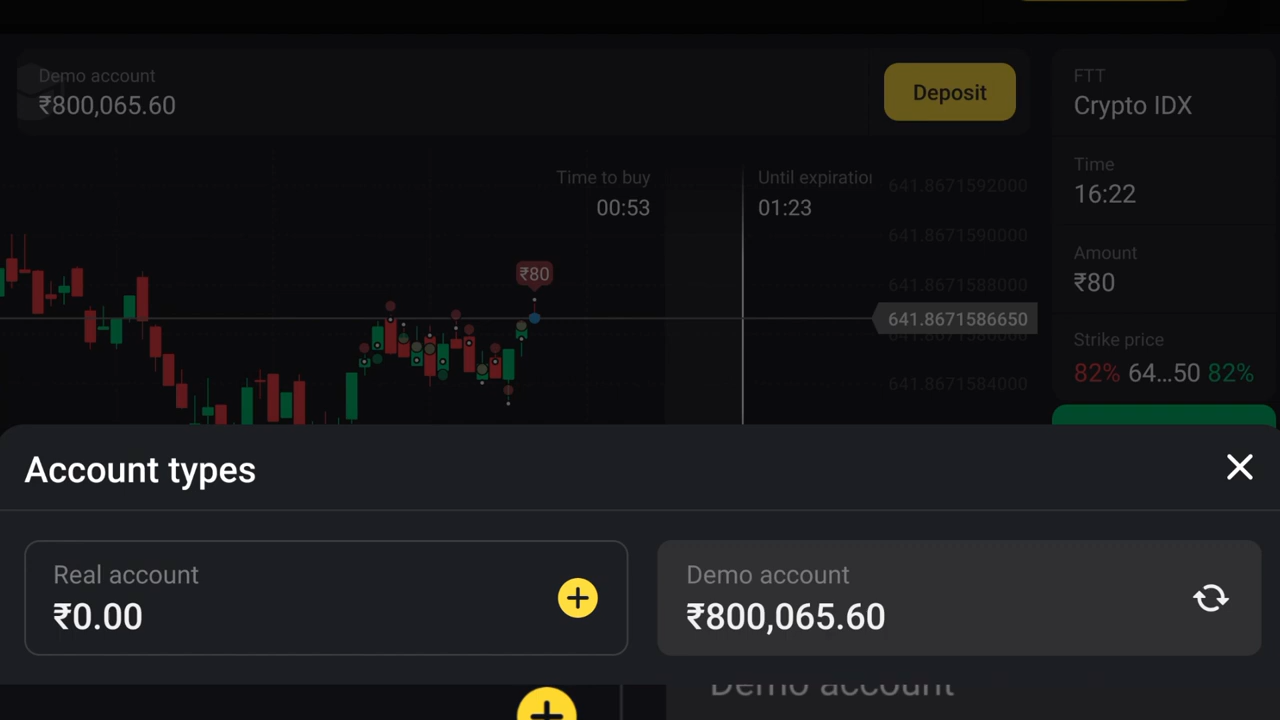 Demo account
₹800,065.60
Deposit
FTT
Crypto IDX
Time to buy
00:53
Until expiration
01:23
641.8671592000
641.8671590000
641.8671588000
641.8671586650
641.8671584000
₹80
Time
16:22
Amount
₹80
Strike price
82% 64...50 82%
Account types
Real account
₹0.00
Demo account
₹800,065.60
Demo account